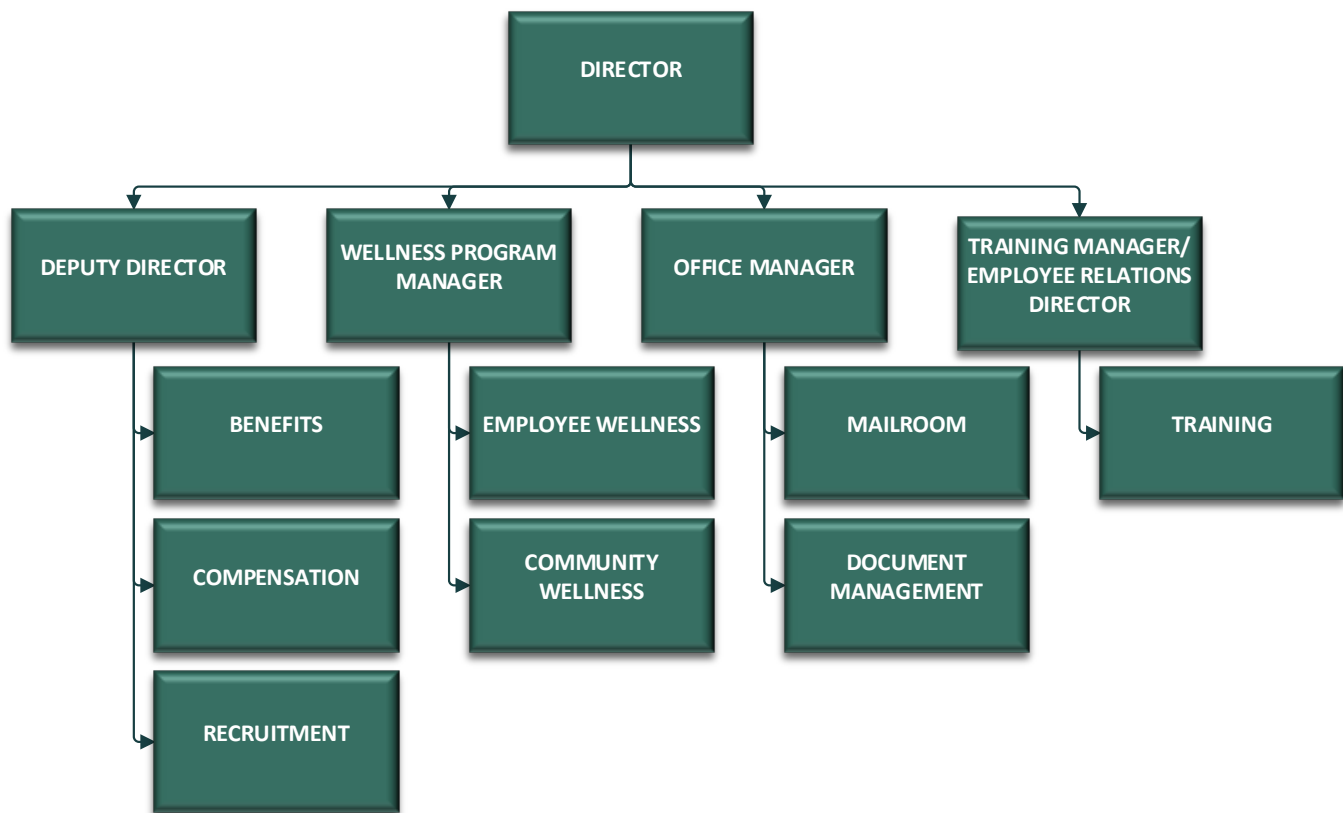 DIRECTOR
DEPUTY DIRECTOR
WELLNESS PROGRAM
MANAGER
OFFICE MANAGER
TRAINING MANAGER/
EMPLOYEE RELATIONS
DIRECTOR
BENEFITS
EMPLOYEE WELLNESS
MAILROOM
TRAINING
COMPENSATION
COMMUNITY
WELLNESS
DOCUMENT
MANAGEMENT
RECRUITMENT